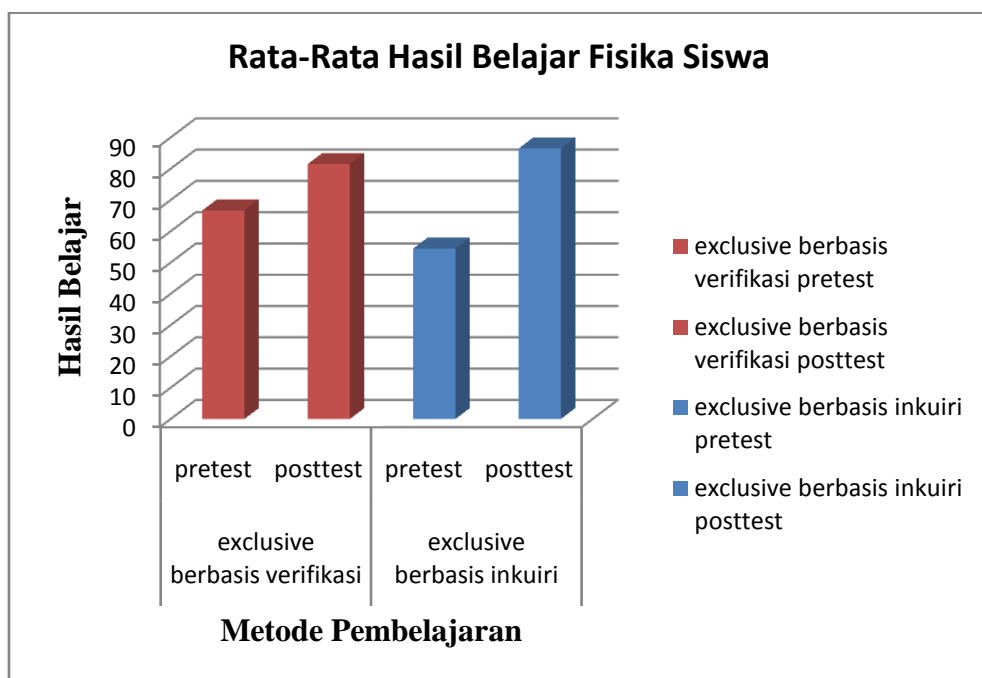 Rata-Rata Hasil Belajar Fisika Siswa
Hasil Belajar
90
80
70
60
50
40
30
20
10
0
pretest posttest pretest posttest
exclusive
berbasis verifikasi
exclusive
berbasis inkuiri
Metode Pembelajaran
exclusive berbasis
verifikasi pretest
exclusive berbasis
verifikasi posttest
exclusive berbasis inkuiri
pretest
exclusive berbasis inkuiri
posttest